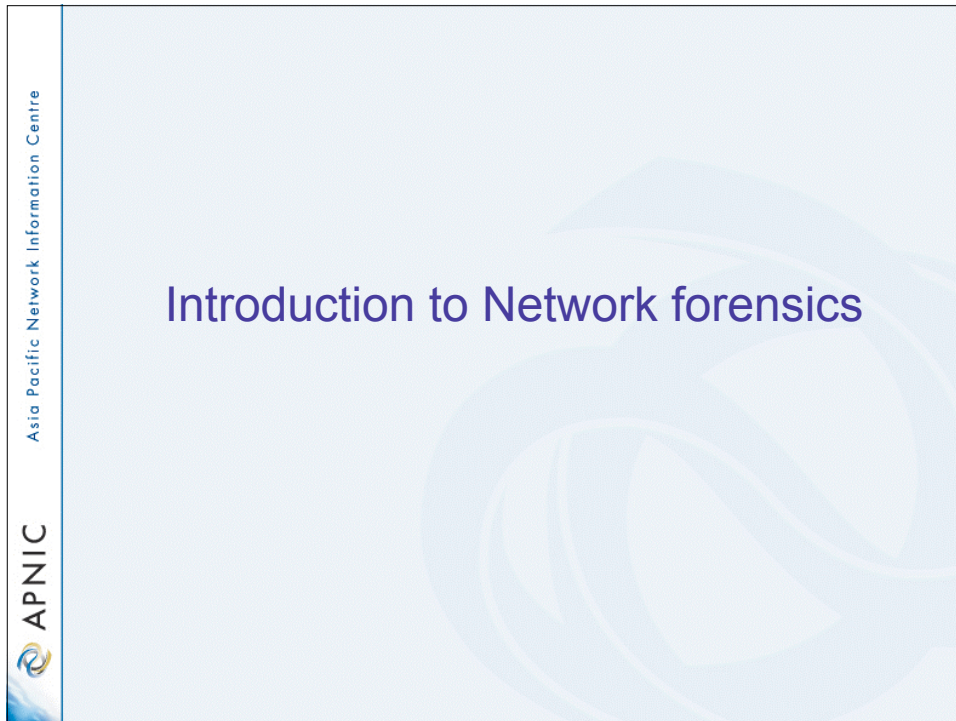 Asia Pacific Network Information Centre
APNIC
Introduction to Network forensics